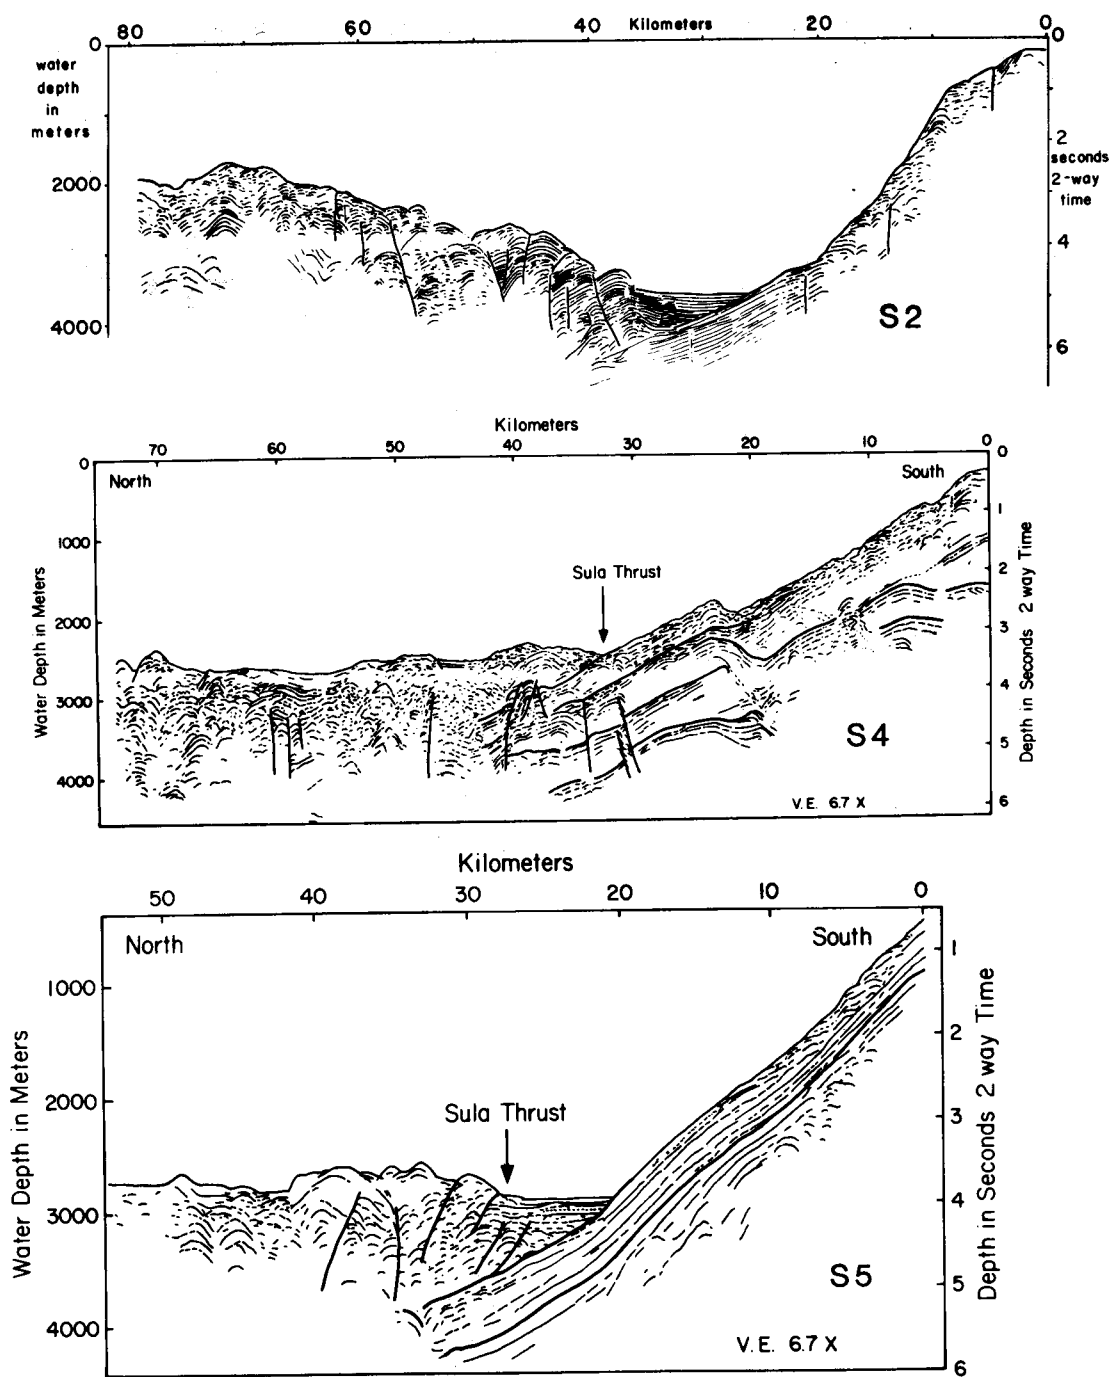 80 60 40 Kilometers 20 0
0 0
water
depth
in
meters
2
seconds
2-way
time
2000
4
4000
S2
6
Kilometers
70 60 50 40 30 20 10 0
0 0
North South
1
1000
2
Sula Thrust
2000
3
3000
4
S4
5
4000
V.E. 6.7 X
6
Water Depth in Meters
Depth in Seconds 2 way Time
Kilometers
50 40 30 20 10 0
North South
1
1000
2
2000
3
Sula Thrust
4
3000
S5
5
4000
V.E. 6.7 X
6
Water Depth in Meters
Depth in Seconds 2 way Time